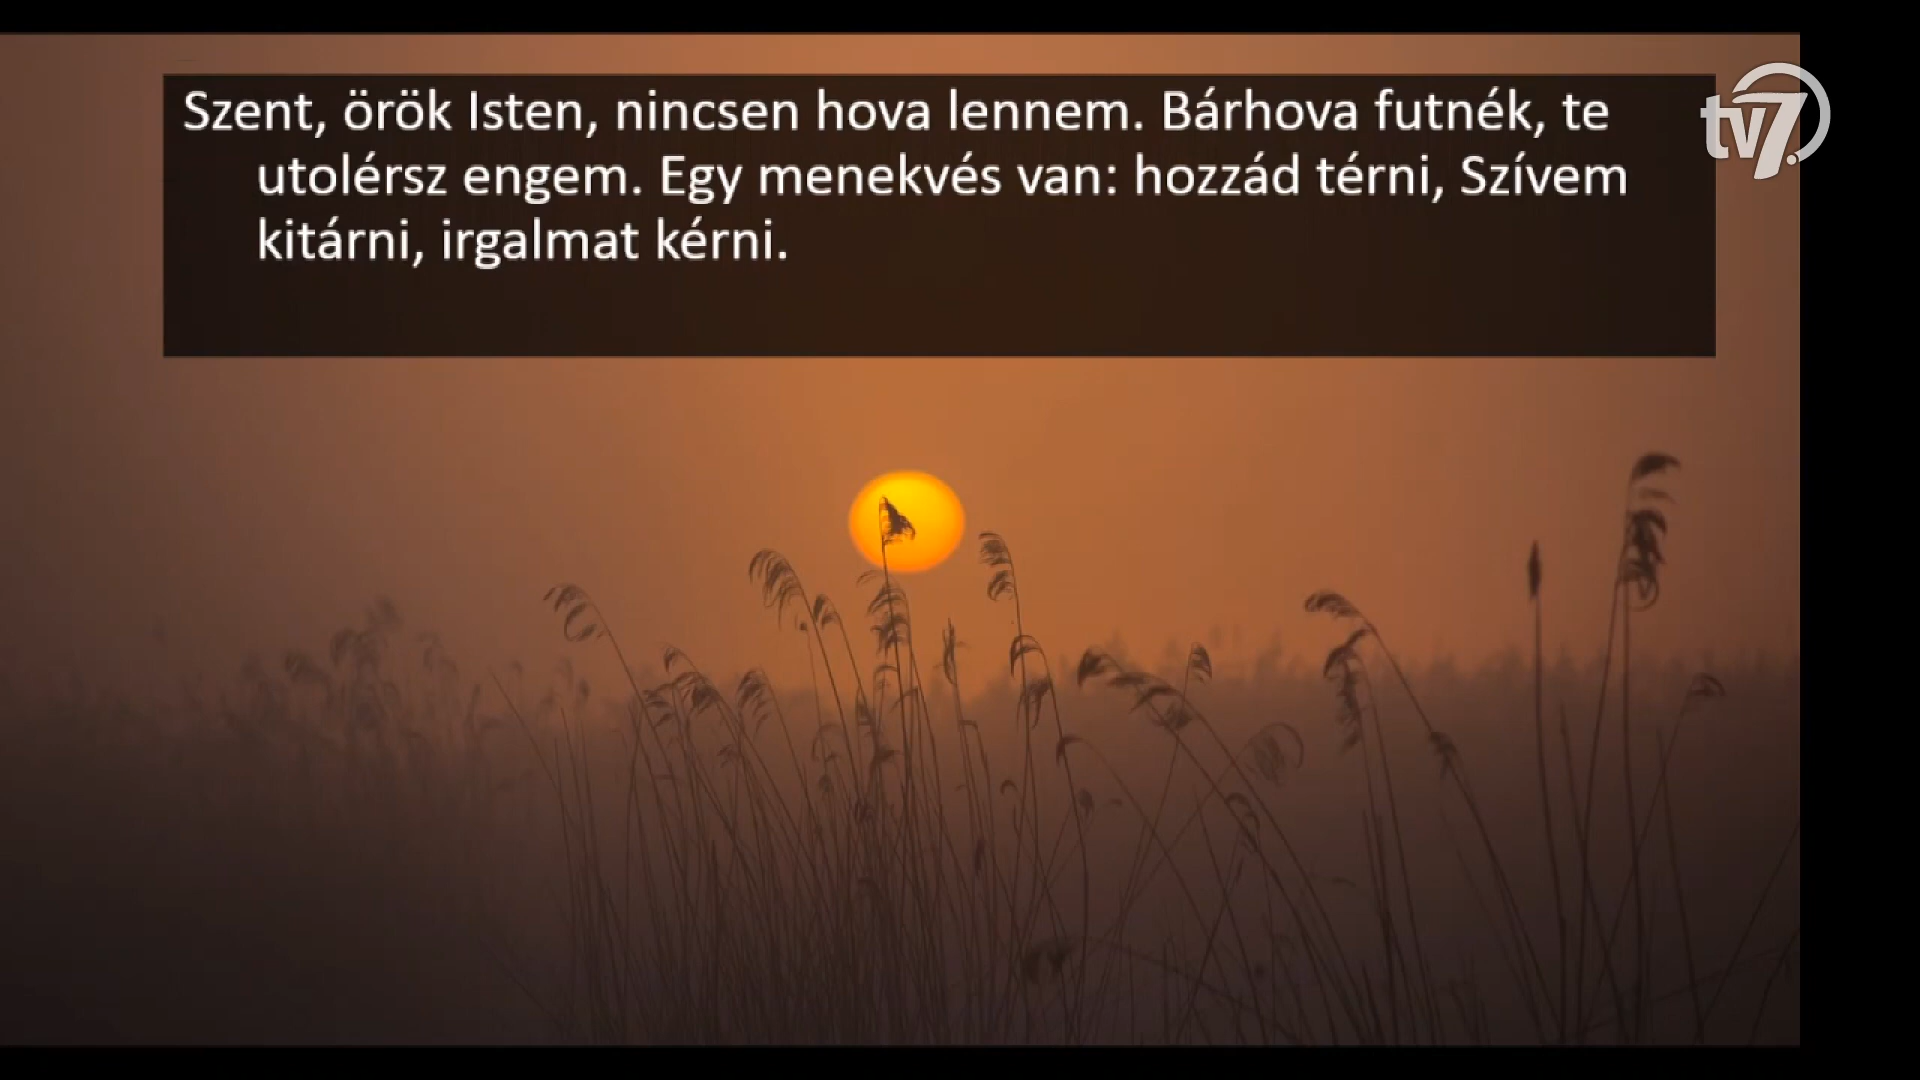 Szent, örök Isten, nincsen hova lennem. Bárhova futnék, te
utolérsz engem. Egy menekvés van: hozzád térni, Szívem
kitárni, irgalmat kérni.
tv7.